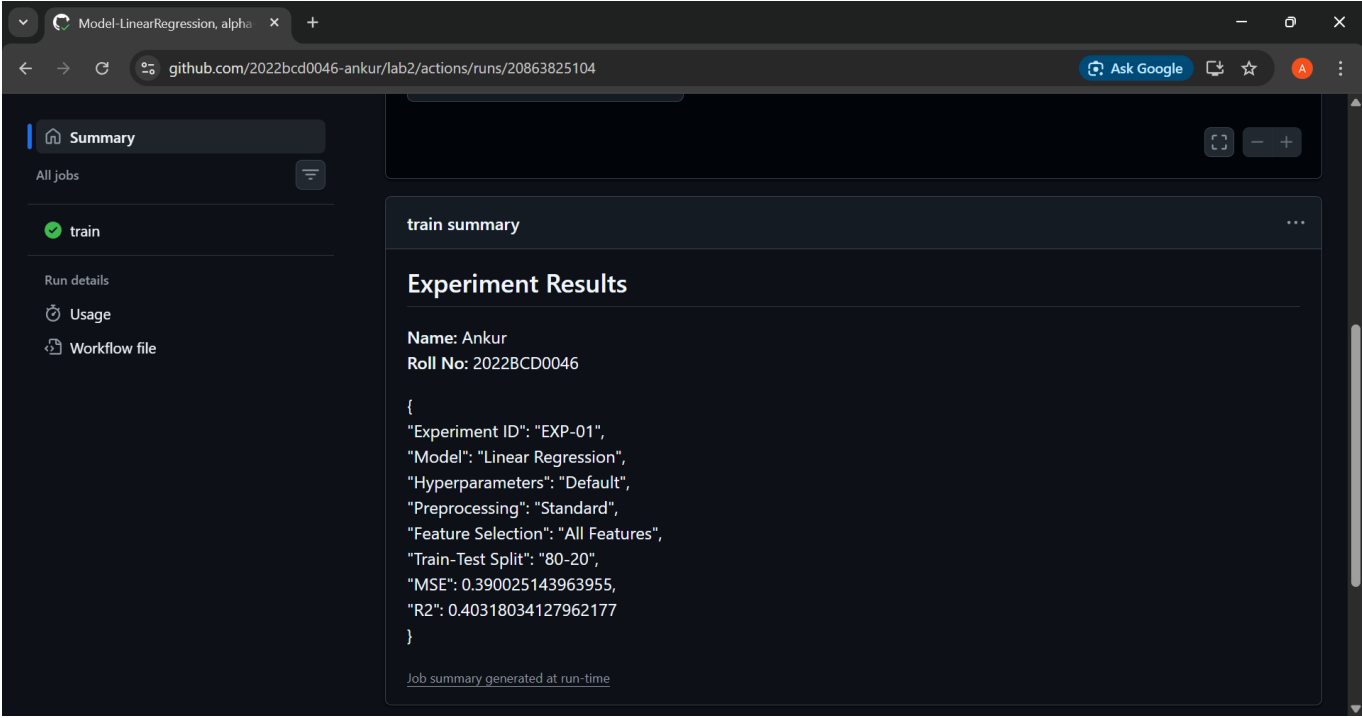 Model-LinearRegression, alpha-
github.com/2022bcd0046-ankur/lab2/actions/runs/20863825104
Ask Google
A
Summary
All jobs
train
Run details
Usage
Workflow file
train summary
Experiment Results
Name: Ankur
Roll No: 2022BCD0046
{
"Experiment ID": "EXP-01",
"Model": "Linear Regression",
"Hyperparameters": "Default",
"Preprocessing": "Standard",
"Feature Selection": "All Features",
"Train-Test Split": "80-20",
"MSE": 0.390025143963955,
"R2": 0.40318034127962177
}
Job summary generated at run-time